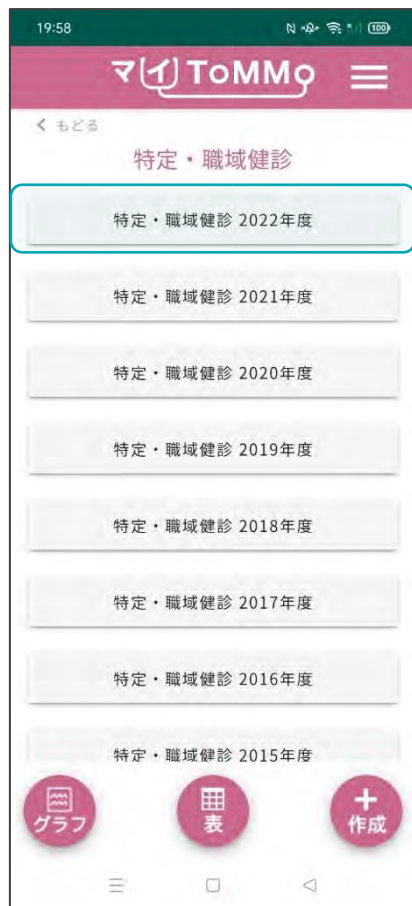 19:58
100
マイ ToMMo
もどる
特定・職域健診
特定・職域健診 2022年度
特定・職域健診 2021年度
特定・職域健診 2020年度
特定・職域健診 2019年度
特定・職域健診 2018年度
特定・職域健診 2017年度
特定・職域健診 2016年度
特定・職域健診 2015年度
グラフ 表 作成